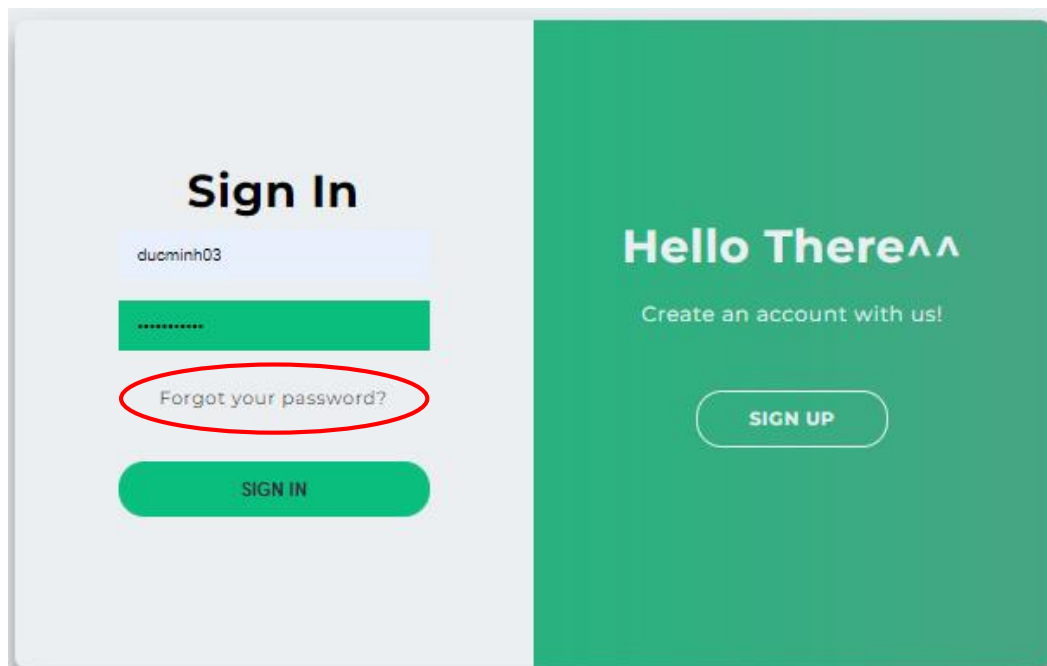 Sign In
ducminh03
•••••••••••
Forgot your password?
SIGN IN
Hello There^^
Create an account with us!
SIGN UP